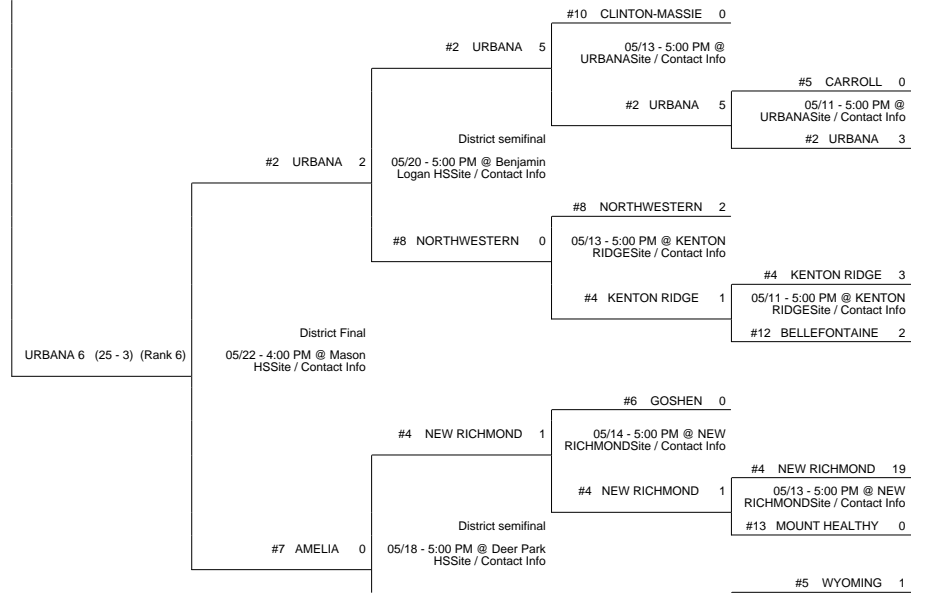 #10 CLINTON-MASSIE 0
#2 URBANA 5
05/13 - 5:00 PM @
URBANASite / Contact Info
#5 CARROLL 0
#2 URBANA 5
05/11 - 5:00 PM @
URBANASite / Contact Info
#2 URBANA 3
District semifinal
#2 URBANA 2
05/20 - 5:00 PM @ Benjamin
Logan HSSite / Contact Info
#8 NORTHWESTERN 2
#8 NORTHWESTERN 0
05/13 - 5:00 PM @ KENTON
RIDGESite / Contact Info
#4 KENTON RIDGE 3
#4 KENTON RIDGE 1
05/11 - 5:00 PM @ KENTON
RIDGESite / Contact Info
#12 BELLEFONTAINE 2
District Final
URBANA 6 (25 - 3) (Rank 6)
05/22 - 4:00 PM @ Mason
HSSite / Contact Info
#6 GOSHEN 0
#4 NEW RICHMOND 1
05/14 - 5:00 PM @ NEW
RICHMONDSite / Contact Info
#4 NEW RICHMOND 19
#4 NEW RICHMOND 1
05/13 - 5:00 PM @ NEW
RICHMONDSite / Contact Info
#13 MOUNT HEALTHY 0
District semifinal
#7 AMELIA 0
05/18 - 5:00 PM @ Deer Park
HSSite / Contact Info
#5 WYOMING 1